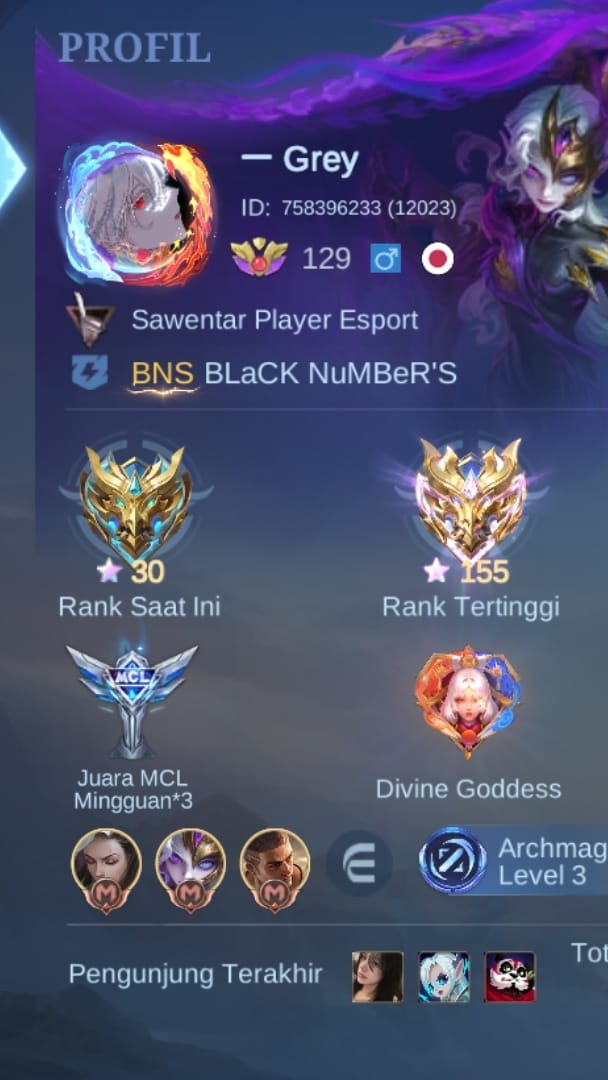 PROFIL
一 Grey
ID: 758396233 (12023)
129
Sawentar Player Esport
BNS BLaCK NuMBeR'S
30
155
Rank Saat Ini
Rank Tertinggi
MCL
Juara MCL
Mingguan*3
Divine Goddess
M M M
Archmag
Level 3
Tot
Pengunjung Terakhir